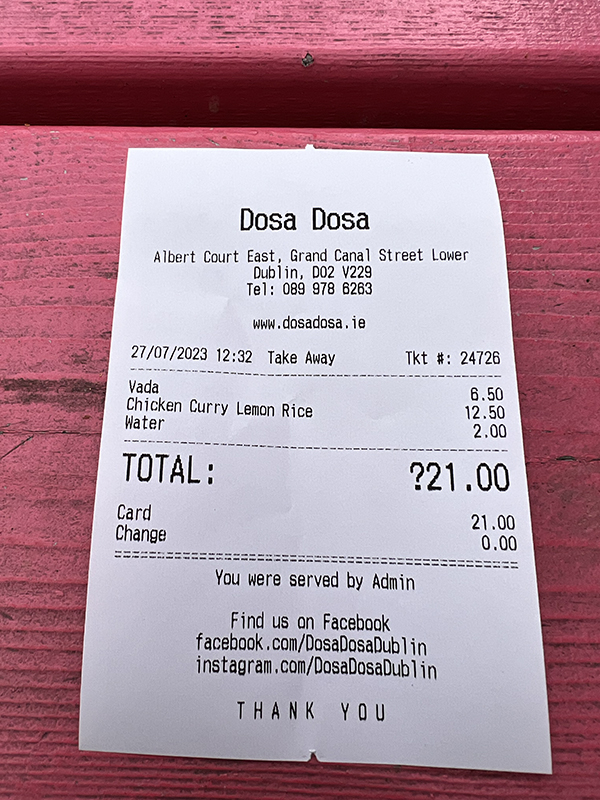 Dosa Dosa
Albert Court East, Grand Canal Street Lower
Dublin, D02 V229
Tel: 089 978 6263
www.dosadosa.ie
27/07/2023 12:32 Take Away Tkt #: 24726
Vada 6.50
Chicken Curry Lemon Rice 12.50
Water 2.00
TOTAL: ?21.00
Card 21.00
Change 0.00
You were served by Admin
Find us on Facebook
facebook.com/DosaDosaDublin
instagram.com/DosaDosaDublin
THANK YOU